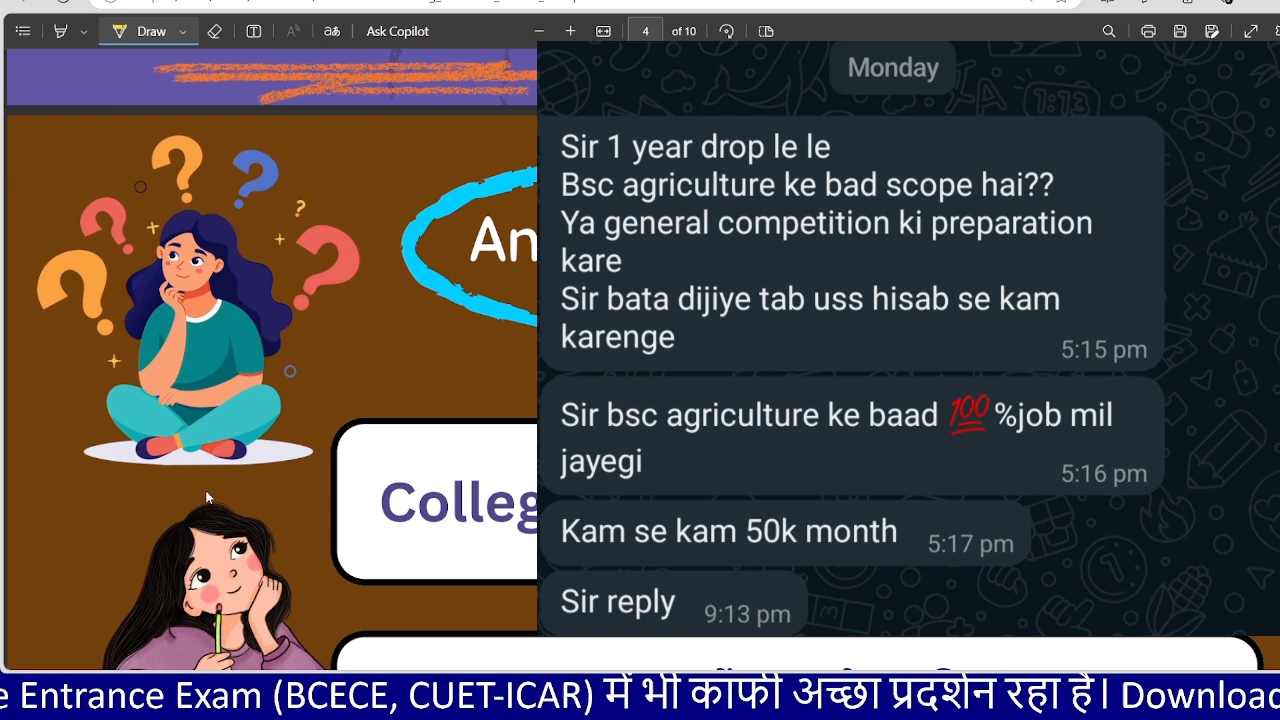 Draw
aあ
Ask Copilot
4
of 10
An
Colleg
Monday
Sir 1 year drop le le
Bsc agriculture ke bad scope hai??
Ya general competition ki preparation
kare
Sir bata dijiye tab uss hisab se kam
karenge
5:15 pm
Sir bsc agriculture ke baad 💯%job mil
jayegi
5:16 pm
Kam se kam 50k month
5:17 pm
Sir reply
9:13 pm
e Entrance Exam (BCECE, CUET-ICAR) में भी काफी अच्छा प्रदर्शन रहा है। Download